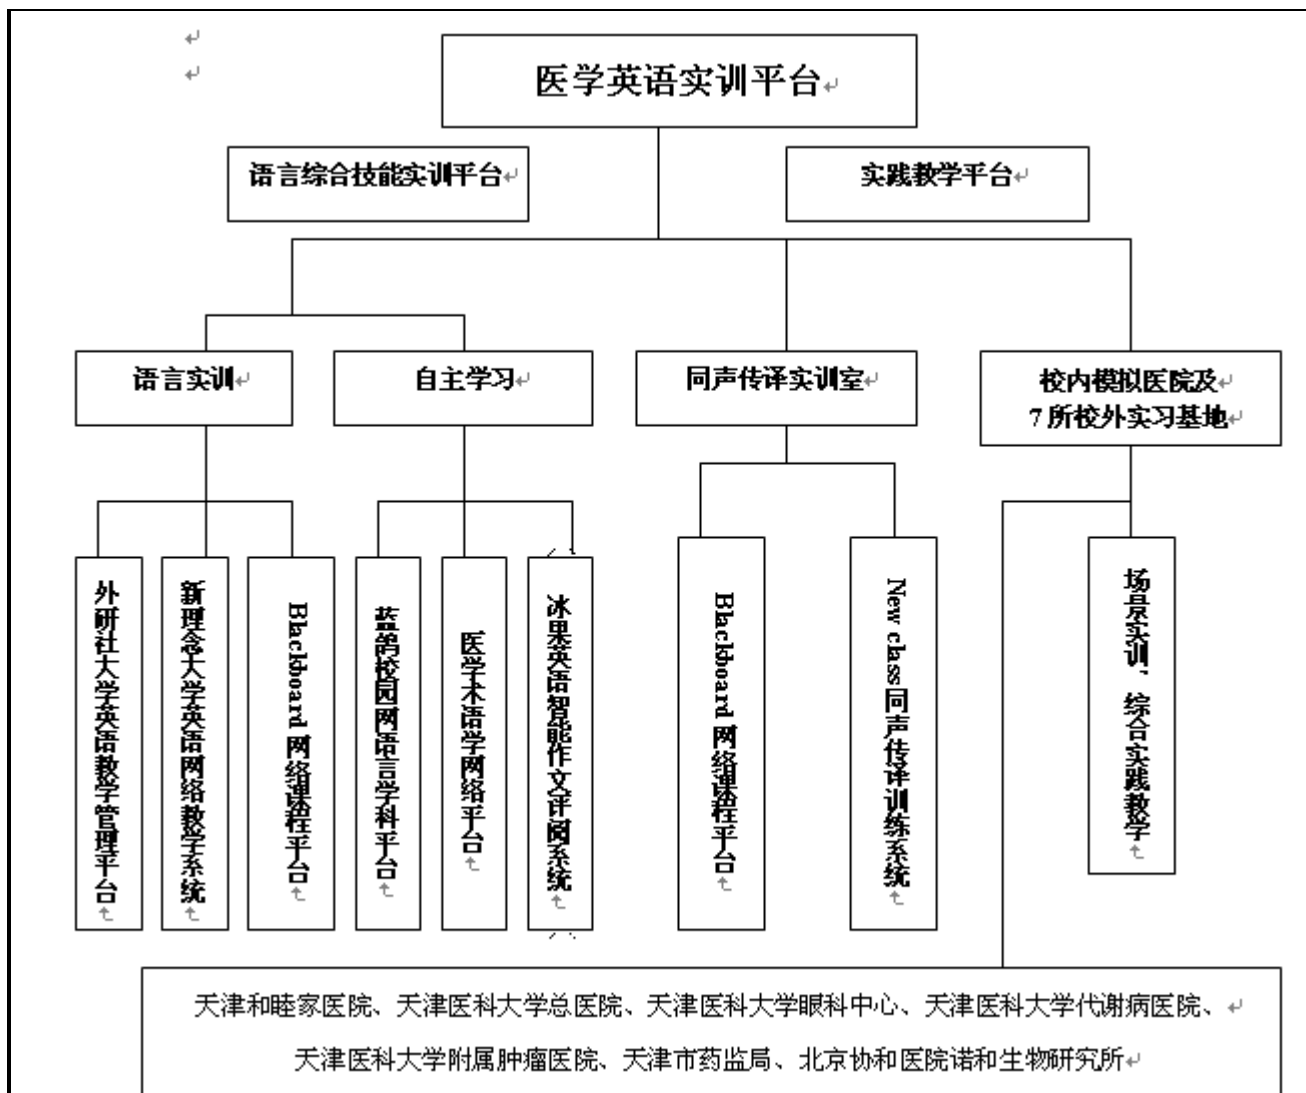 医学英语实训平台
语言综合技能实训平台
实践教学平台
语言实训
自主学习
同声传译实训室
校内模拟医院及
7所校外实习基地
外研社大学英语教学管理平台
新理念大学英语网络教学系统
Blackboard 网络课程平台
蓝鸽校园网语言学科平台
医学术语学网络平台
冰果英语智能作文评阅系统
Blackboard 网络课程平台
New class同声传译训练系统
场景实训、综合实践教学
天津和睦家医院、天津医科大学总医院、天津医科大学眼科中心、天津医科大学代谢病医院、
天津医科大学附属肿瘤医院、天津市药监局、北京协和医院诺和生物研究所